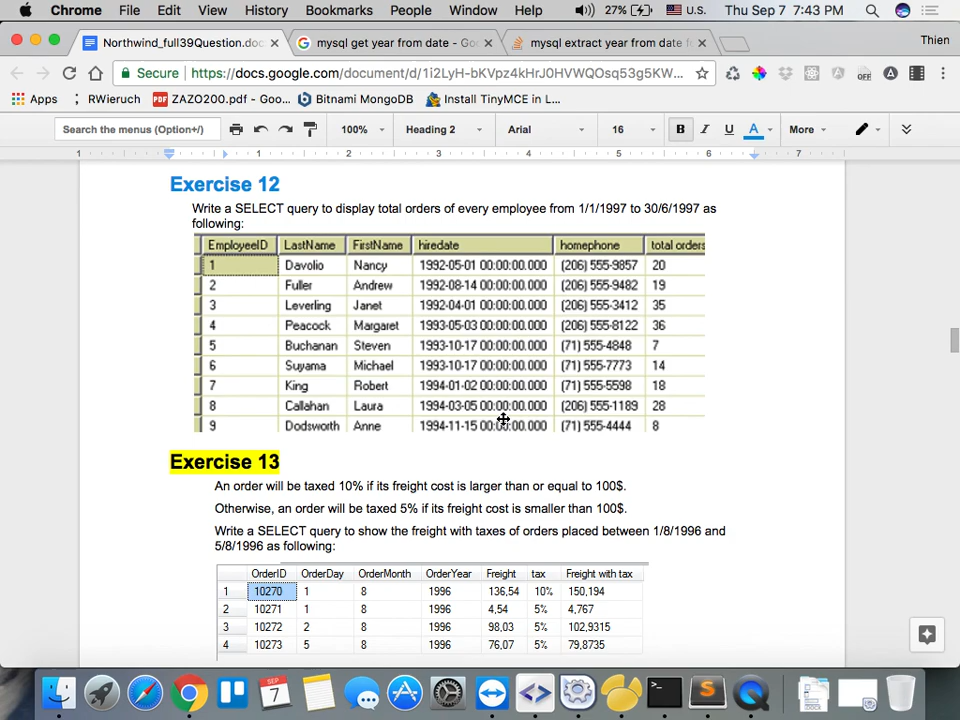 Chrome File Edit View History Bookmarks People Window Help 27% U.S. Thu Sep 7 7:43 PM
Northwind_full39Question.doc mysql get year from date - Goo mysql extract year from date fo Thien
Secure https://docs.google.com/document/d/1i2LyH-bKVpz4kHrJ0HVWQOsq53g5KW...
Apps RWieruch PDF ZAZO200.pdf - Goo... Bitnami MongoDB Install TinyMCE in L...
Search the menus (Option+/) 100% Heading 2 Arial 16 B I U A More
1 1 2 3 4 5 6 7
Exercise 12
Write a SELECT query to display total orders of every employee from 1/1/1997 to 30/6/1997 as
following:
EmployeeID LastName FirstName hiredate homephone total orders
1 Davolio Nancy 1992-05-01 00:00:00.000 (206) 555-9857 20
2 Fuller Andrew 1992-08-14 00:00:00.000 (206) 555-9482 19
3 Leverling Janet 1992-04-01 00:00:00.000 (206) 555-3412 35
4 Peacock Margaret 1993-05-03 00:00:00.000 (206) 555-8122 36
5 Buchanan Steven 1993-10-17 00:00:00.000 (71) 555-4848 7
6 Suyama Michael 1993-10-17 00:00:00.000 (71) 555-7773 14
7 King Robert 1994-01-02 00:00:00.000 (71) 555-5598 18
8 Callahan Laura 1994-03-05 00:00:00.000 (206) 555-1189 28
9 Dodsworth Anne 1994-11-15 00:00:00.000 (71) 555-4444 8
Exercise 13
An order will be taxed 10% if its freight cost is larger than or equal to 100$.
Otherwise, an order will be taxed 5% if its freight cost is smaller than 100$.
Write a SELECT query to show the freight with taxes of orders placed between 1/8/1996 and
5/8/1996 as following:
OrderID OrderDay OrderMonth OrderYear Freight tax Freight with tax
1 10270 1 8 1996 136,54 10% 150,194
2 10271 1 8 1996 4,54 5% 4,767
3 10272 2 8 1996 98,03 5% 102,9315
4 10273 5 8 1996 76,07 5% 79,8735